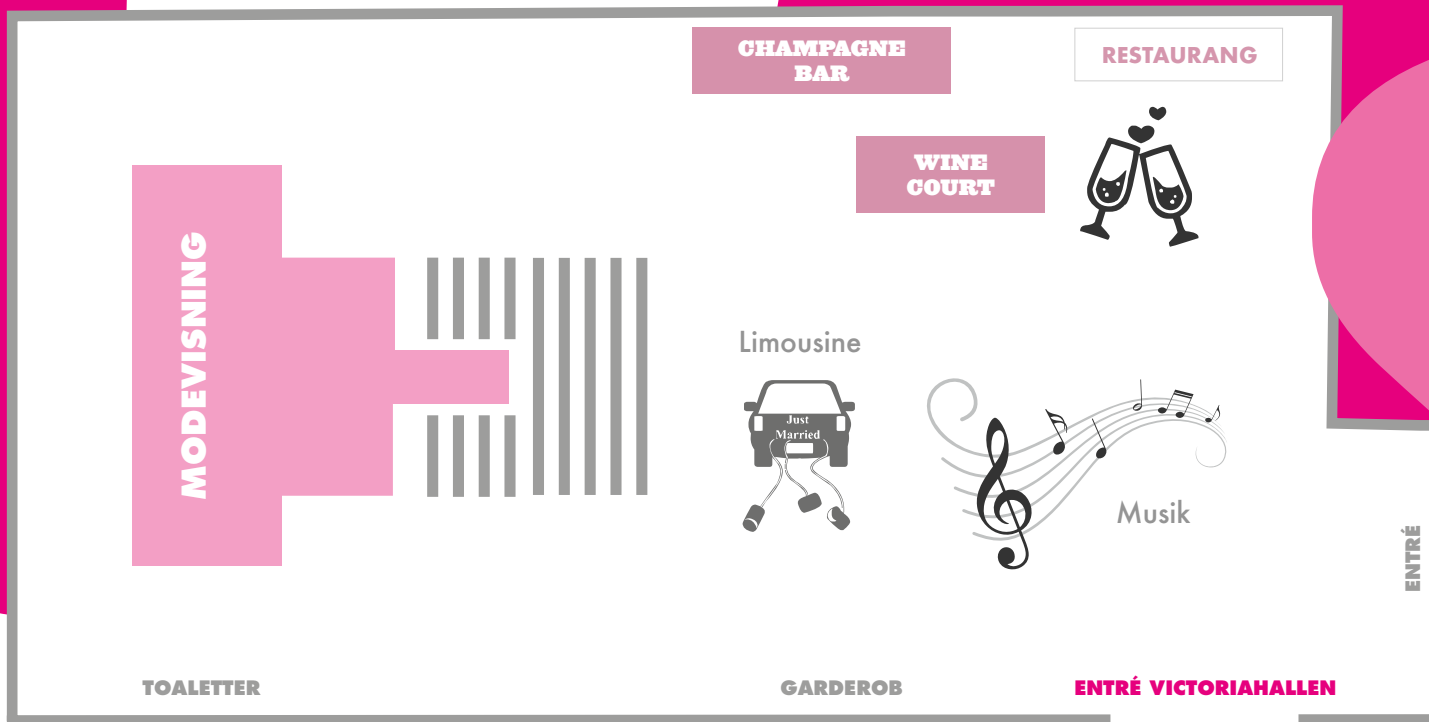 CHAMPAGNE
BAR
RESTAURANG
WINE
COURT
MODEVISNING
Limousine
Just
Married
Musik
ENTRÉ
TOALETTER
GARDEROB
ENTRÉ VICTORIAHALLEN